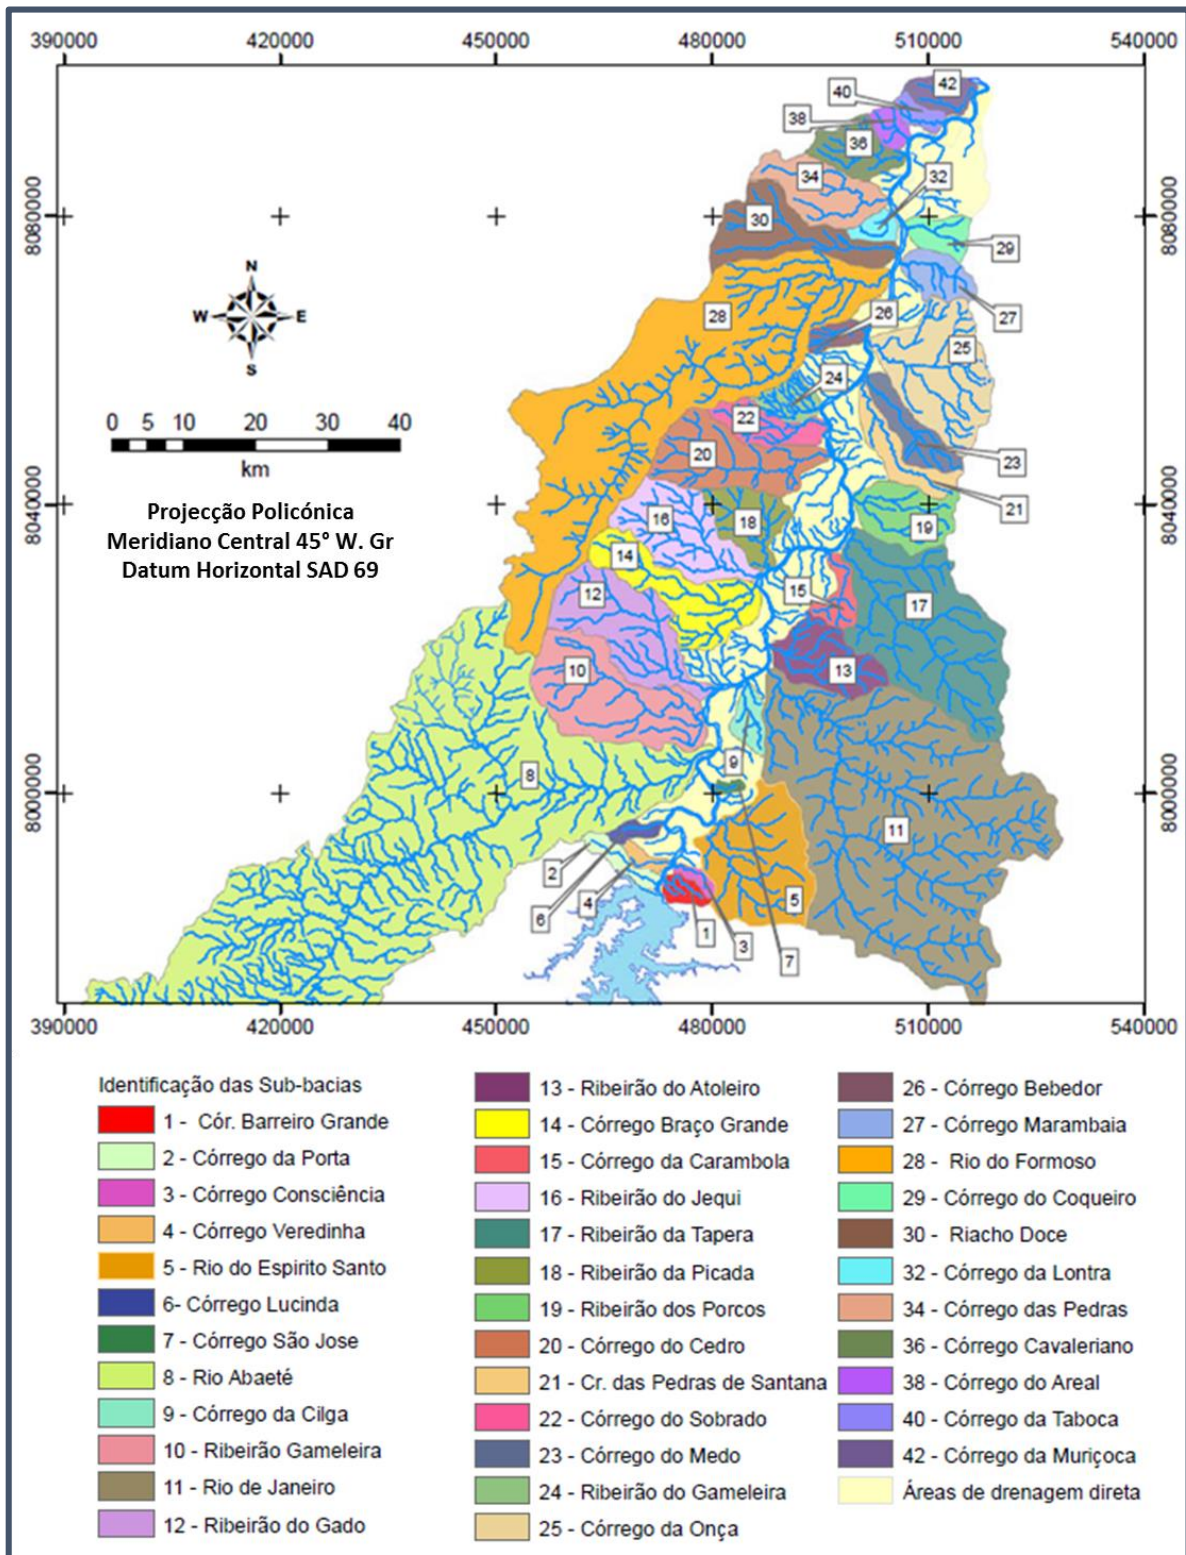 390000 420000 450000 480000 510000 540000
42
40
38
36
34
32
8080000 8080000
30
29
N
W E
S
28
27
26
25
24
0 5 10 20 30 40
km
22
20
23
21
Projecção Policónica
Meridiano Central 45° W. Gr
Datum Horizontal SAD 69
8040000 8040000
16
18
19
14
12
15
17
10
13
9
8
8000000 8000000
11
2
6
4
5
1
3
7
390000 420000 450000 480000 510000 540000
Identificação das Sub-bacias
1 - Cór. Barreiro Grande
2 - Córrego da Porta
3 - Córrego Consciência
4 - Córrego Veredinha
5 - Rio do Espirito Santo
6- Córrego Lucinda
7 - Córrego São Jose
8 - Rio Abaeté
9 - Córrego da Cilga
10 - Ribeirão Gameleira
11 - Rio de Janeiro
12 - Ribeirão do Gado
13 - Ribeirão do Atoleiro
14 - Córrego Braço Grande
15 - Córrego da Carambola
16 - Ribeirão do Jequi
17 - Ribeirão da Tapera
18 - Ribeirão da Picada
19 - Ribeirão dos Porcos
20 - Córrego do Cedro
21 - Cr. das Pedras de Santana
22 - Córrego do Sobrado
23 - Córrego do Medo
24 - Ribeirão do Gameleira
25 - Córrego da Onça
26 - Córrego Bebedor
27 - Córrego Marambaia
28 - Rio do Formoso
29 - Córrego do Coqueiro
30 - Riacho Doce
32 - Córrego da Lontra
34 - Córrego das Pedras
36 - Córrego Cavaleriano
38 - Córrego do Areal
40 - Córrego da Taboca
42 - Córrego da Muriçoca
Áreas de drenagem direta